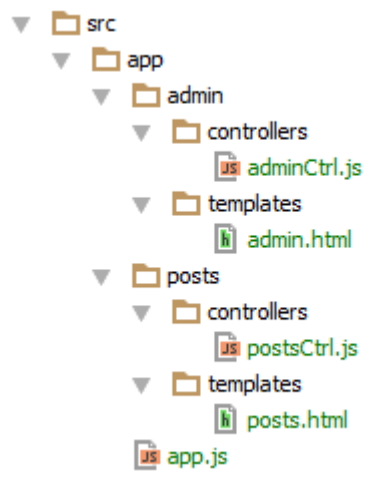 src
app
admin
controllers
adminCtrl.js
templates
admin.html
posts
controllers
postsCtrl.js
templates
posts.html
app.js